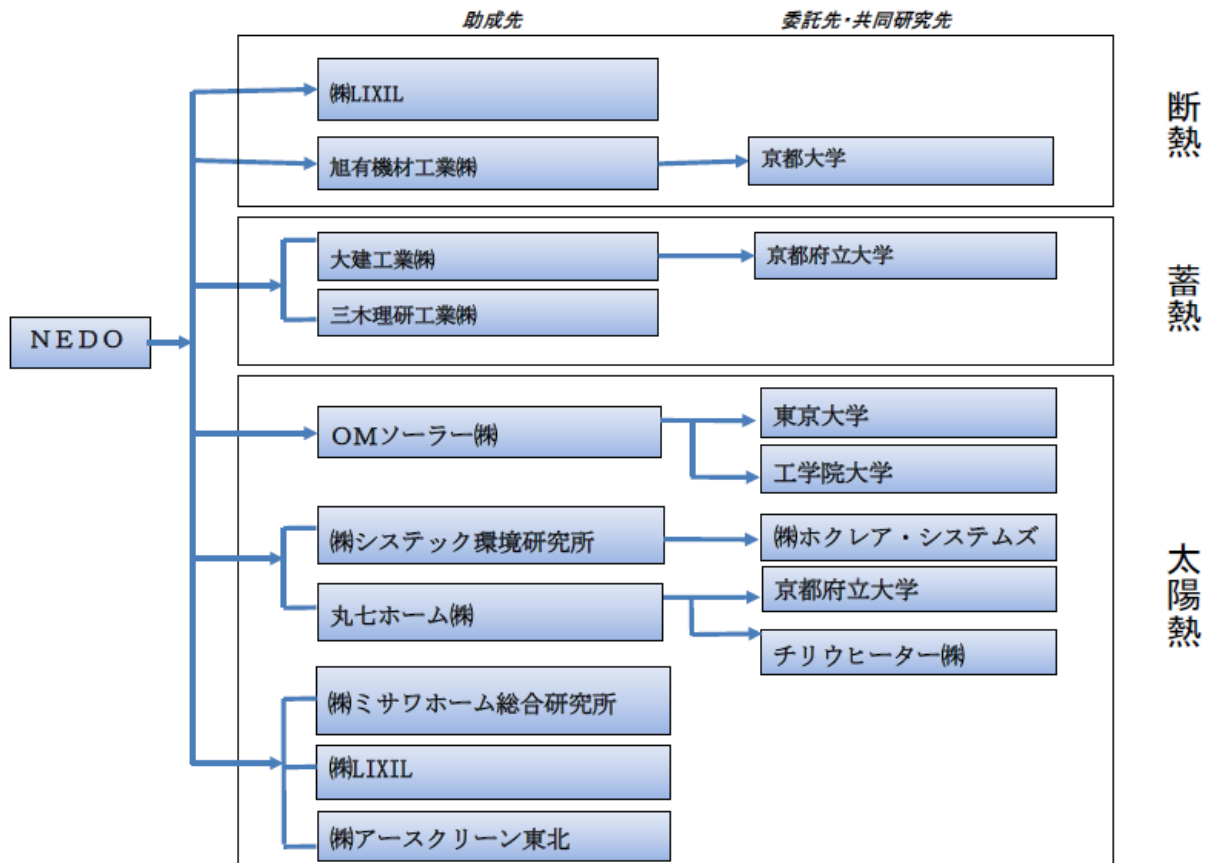 助成先
委託先・共同研究先
㈱LIXIL
旭有機材工業㈱
京都大学
断熱
大建工業㈱
京都府立大学
三木理研工業㈱
蓄熱
NEDO
OMソーラー㈱
東京大学
工学院大学
㈱システック環境研究所
㈱ホクレア・システムズ
丸七ホーム㈱
京都府立大学
チリウヒーター㈱
太陽熱
㈱ミサワホーム総合研究所
㈱LIXIL
㈱アースクリーン東北